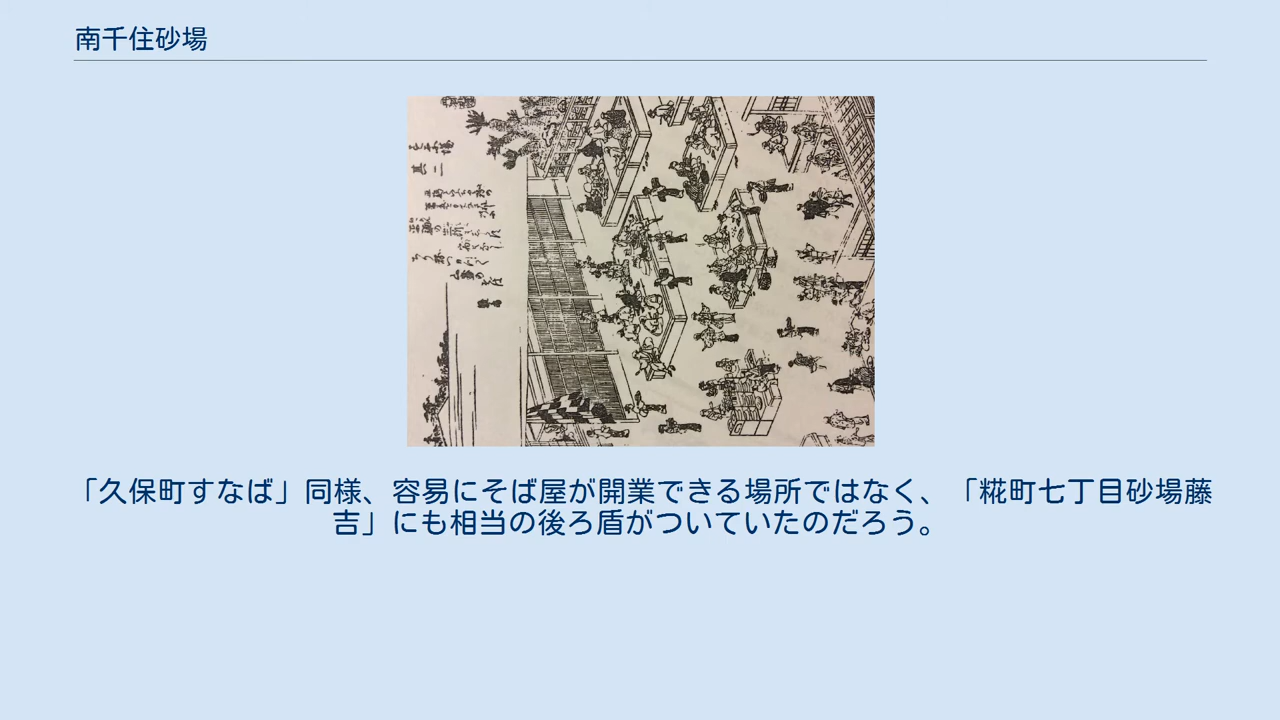 南千住砂場
其二
「久保町すなば」同様、容易にそば屋が開業できる場所ではなく、「糀町七丁目砂場藤
吉」にも相当の後ろ盾がついていたのだろう。